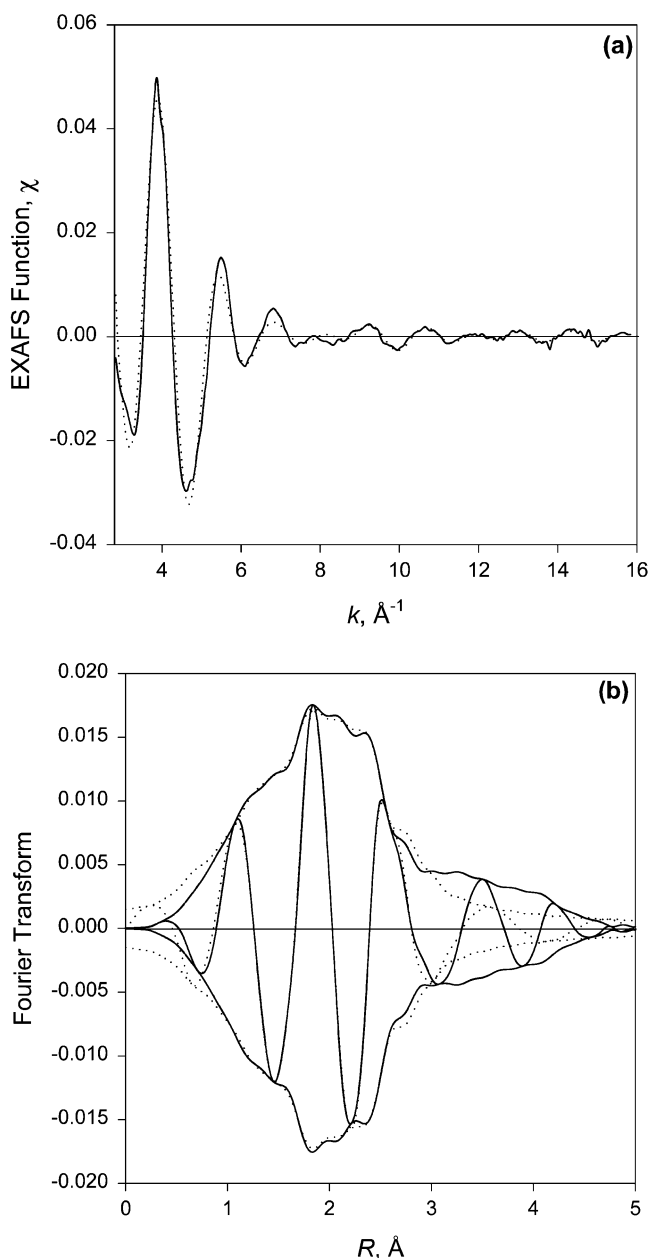 (a)
0.06
0.04
0.02
0.00
-0.02
-0.04
EXAFS Function, χ
4 6 8 10 12 14 16
k, Å-1
(b)
0.020
0.015
0.010
0.005
0.000
-0.005
-0.010
-0.015
-0.020
Fourier Transform
0 1 2 3 4 5
R, Å